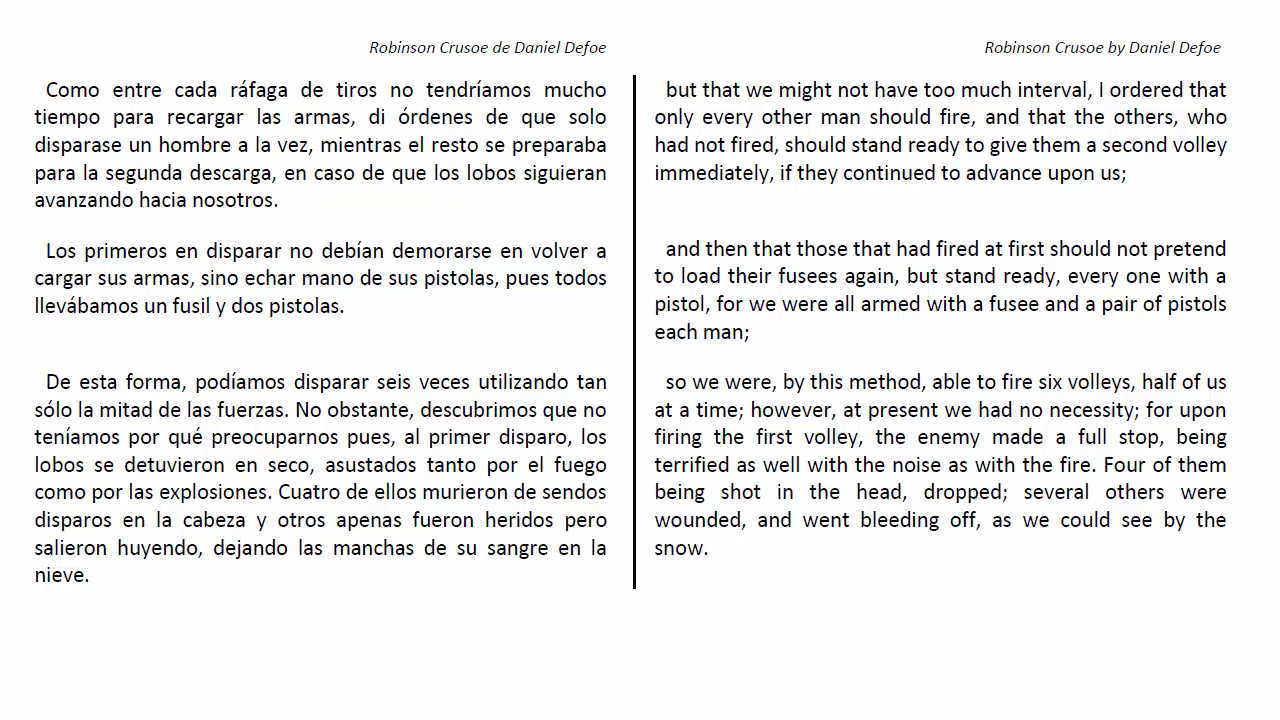 Robinson Crusoe de Daniel Defoe
Como entre cada ráfaga de tiros no tendríamos mucho
tiempo para recargar las armas, di órdenes de que solo
disparase un hombre a la vez, mientras el resto se preparaba
para la segunda descarga, en caso de que los lobos siguieran
avanzando hacia nosotros.
Los primeros en disparar no debían demorarse en volver a
cargar sus armas, sino echar mano de sus pistolas, pues todos
llevábamos un fusil y dos pistolas.
De esta forma, podíamos disparar seis veces utilizando tan
sólo la mitad de las fuerzas. No obstante, descubrimos que no
teníamos por qué preocuparnos pues, al primer disparo, los
lobos se detuvieron en seco, asustados tanto por el fuego
como por las explosiones. Cuatro de ellos murieron de sendos
disparos en la cabeza y otros apenas fueron heridos pero
salieron huyendo, dejando las manchas de su sangre en la
nieve.
Robinson Crusoe by Daniel Defoe
but that we might not have too much interval, I ordered that
only every other man should fire, and that the others, who
had not fired, should stand ready to give them a second volley
immediately, if they continued to advance upon us;
and then that those that had fired at first should not pretend
to load their fusees again, but stand ready, every one with a
pistol, for we were all armed with a fusee and a pair of pistols
each man;
so we were, by this method, able to fire six volleys, half of us
at a time; however, at present we had no necessity; for upon
firing the first volley, the enemy made a full stop, being
terrified as well with the noise as with the fire. Four of them
being shot in the head, dropped; several others were
wounded, and went bleeding off, as we could see by the
snow.